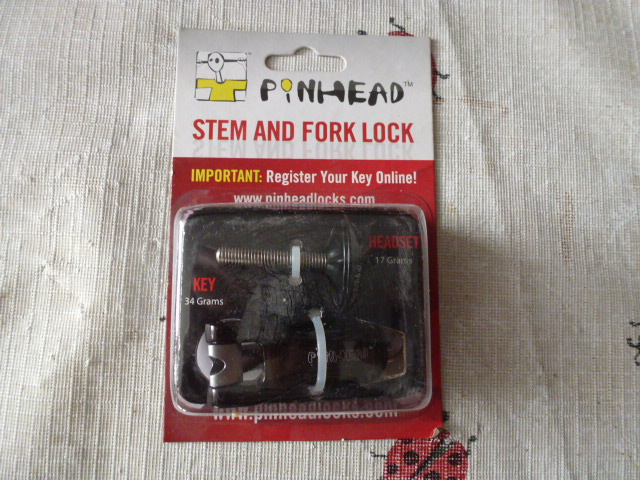 PiNHEAD™
STEM AND FORK LOCK
IMPORTANT: Register Your Key Online!
www.pinheadlocks.com
HEADSET
17 Grams
KEY
34 Grams
www.pinheadlocks.com